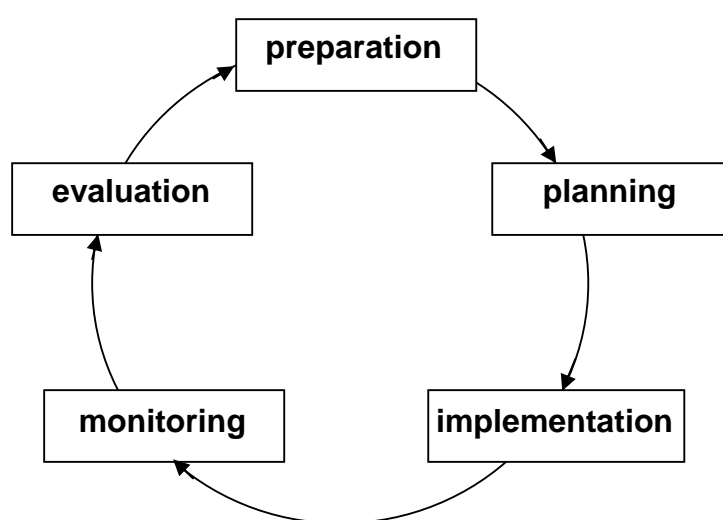 preparation
evaluation
planning
monitoring
implementation